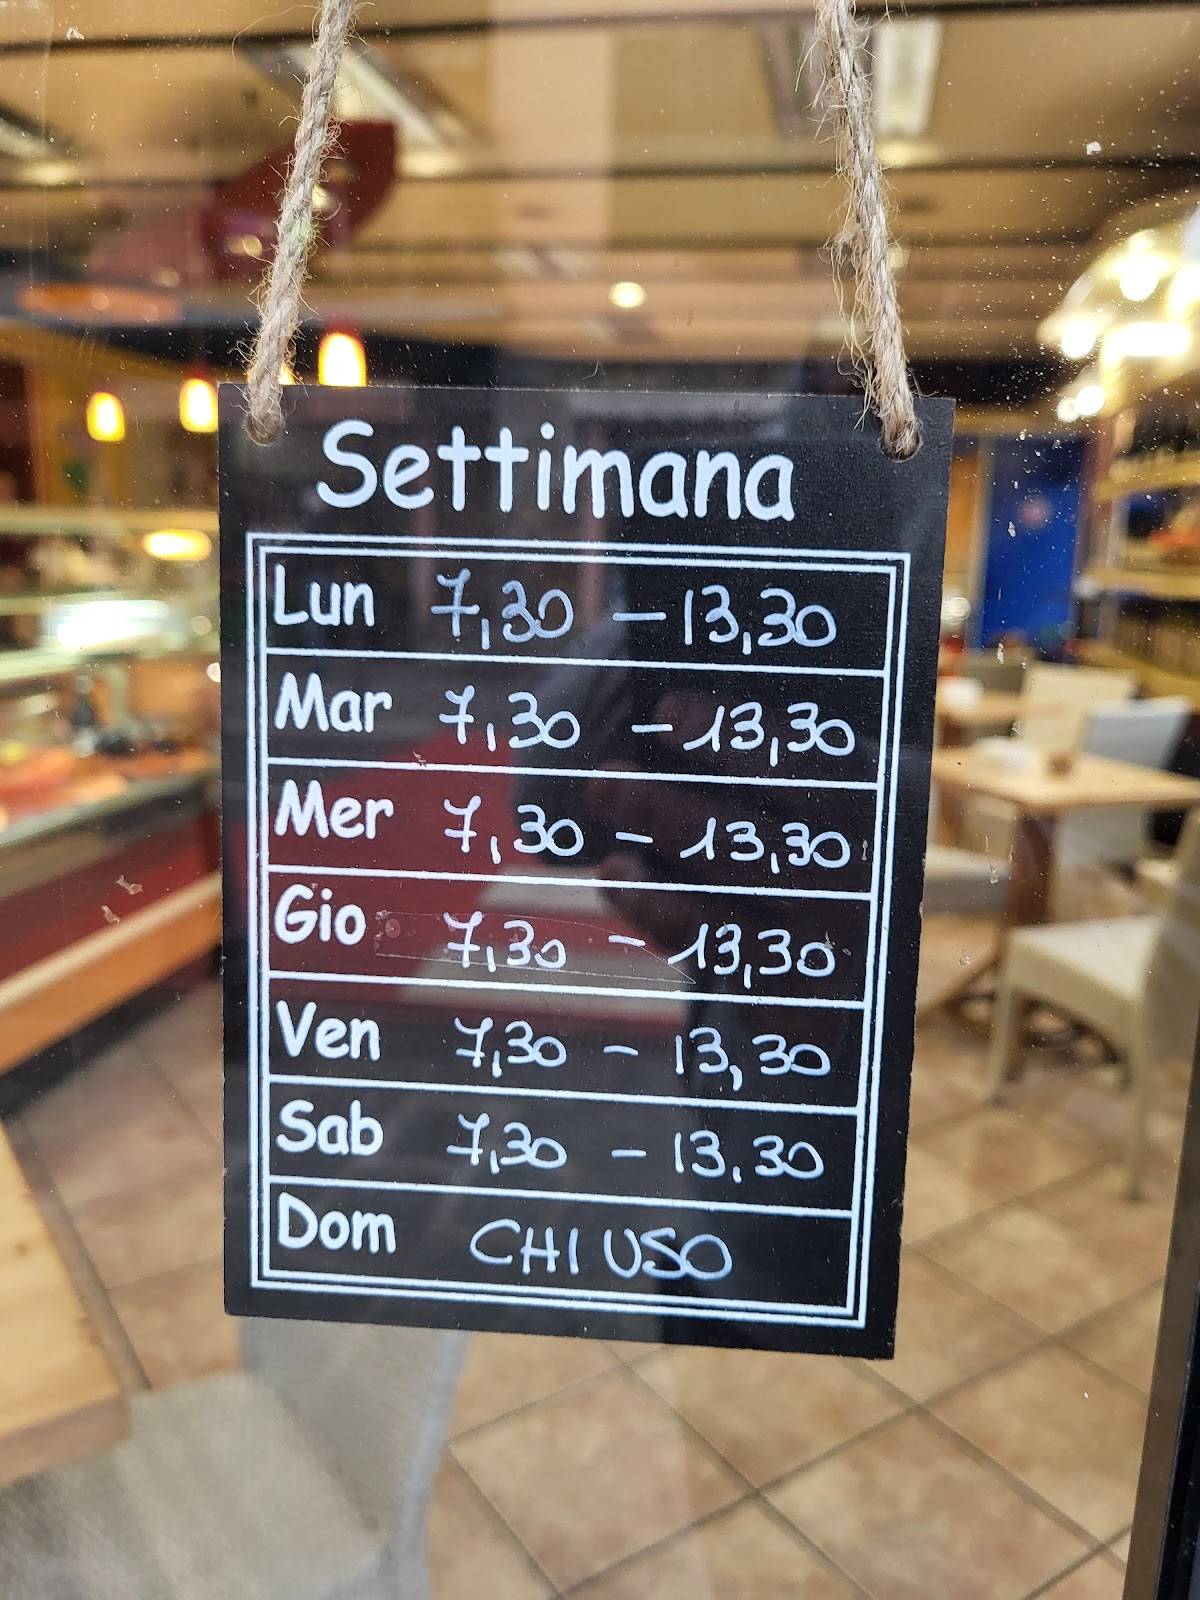 Settimana
Lun 7,30 - 13,30
Mar 7,30 - 13,30
Mer 7,30 - 13,30
Gio 7,30 - 13,30
Ven 7,30 - 13,30
Sab 7,30 - 13,30
Dom CHIUSO